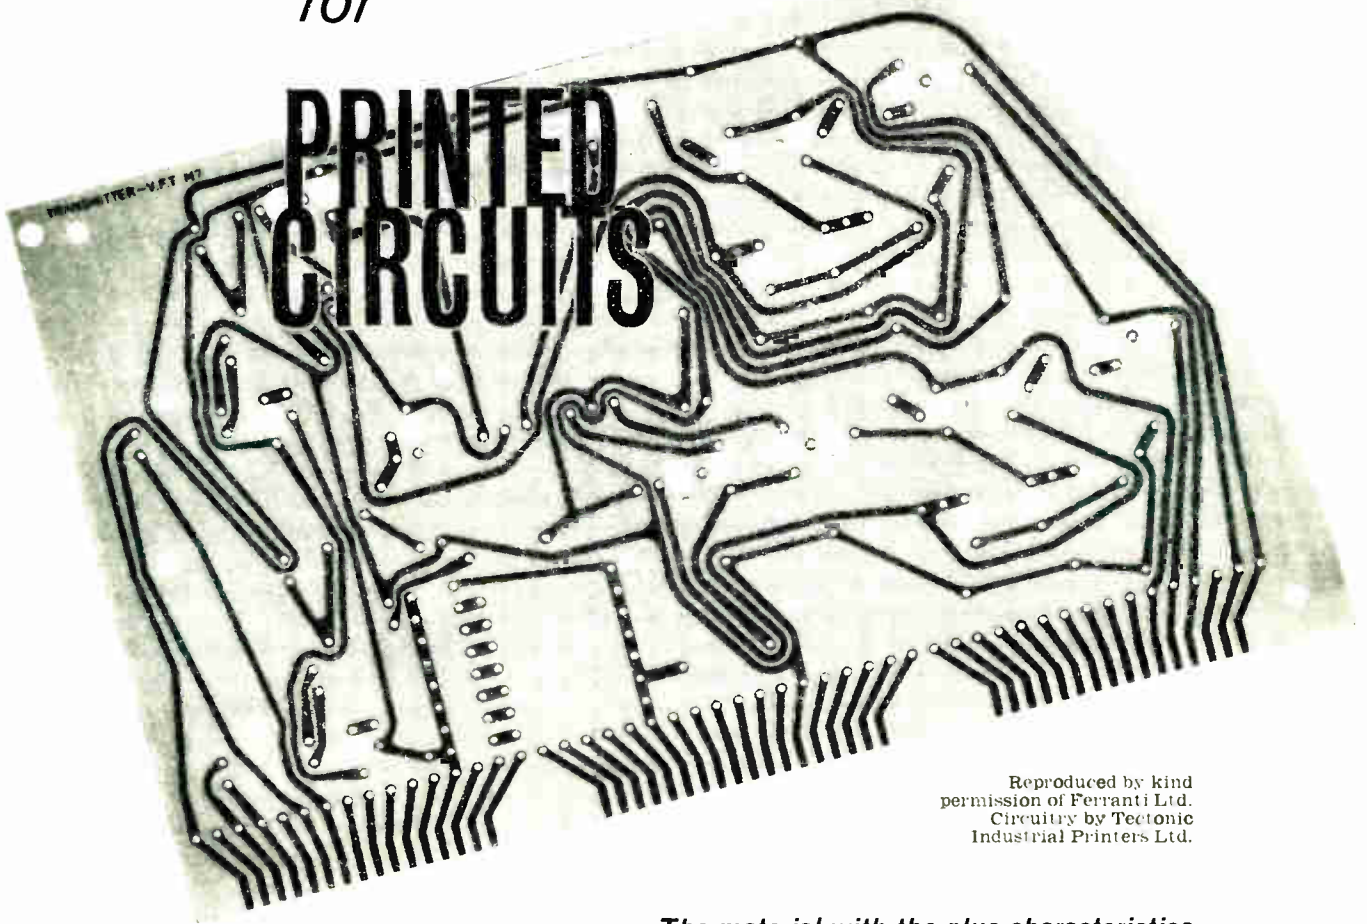 for
PRINTED
CIRCUITS
TRANSMITTER-V.F.T M7
Reproduced by kind
permission of Ferranti Ltd.
Circuitry by Tectonic
Industrial Printers Ltd.
The material with the plus characteristics